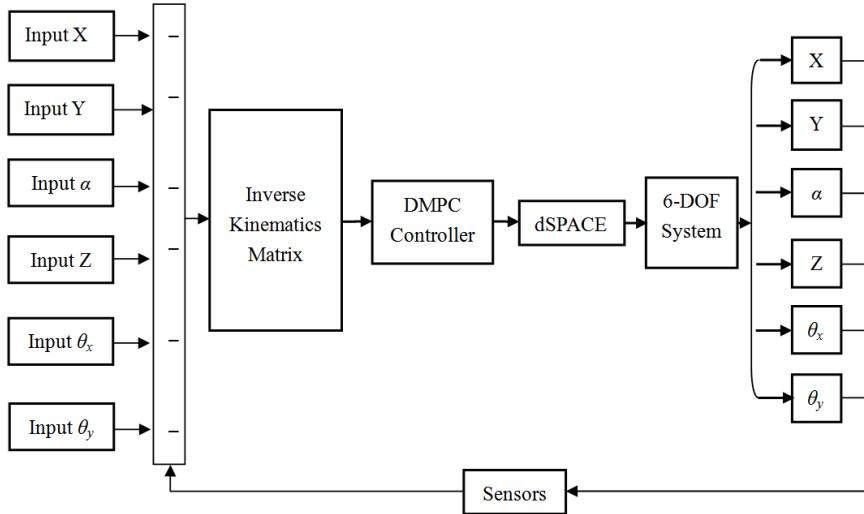 Input X
Input Y
Input α
Input Z
Input θx
Input θy
–
–
–
–
–
–
Inverse
Kinematics
Matrix
DMPC
Controller
dSPACE
6-DOF
System
X
Y
α
Z
θx
θy
Sensors